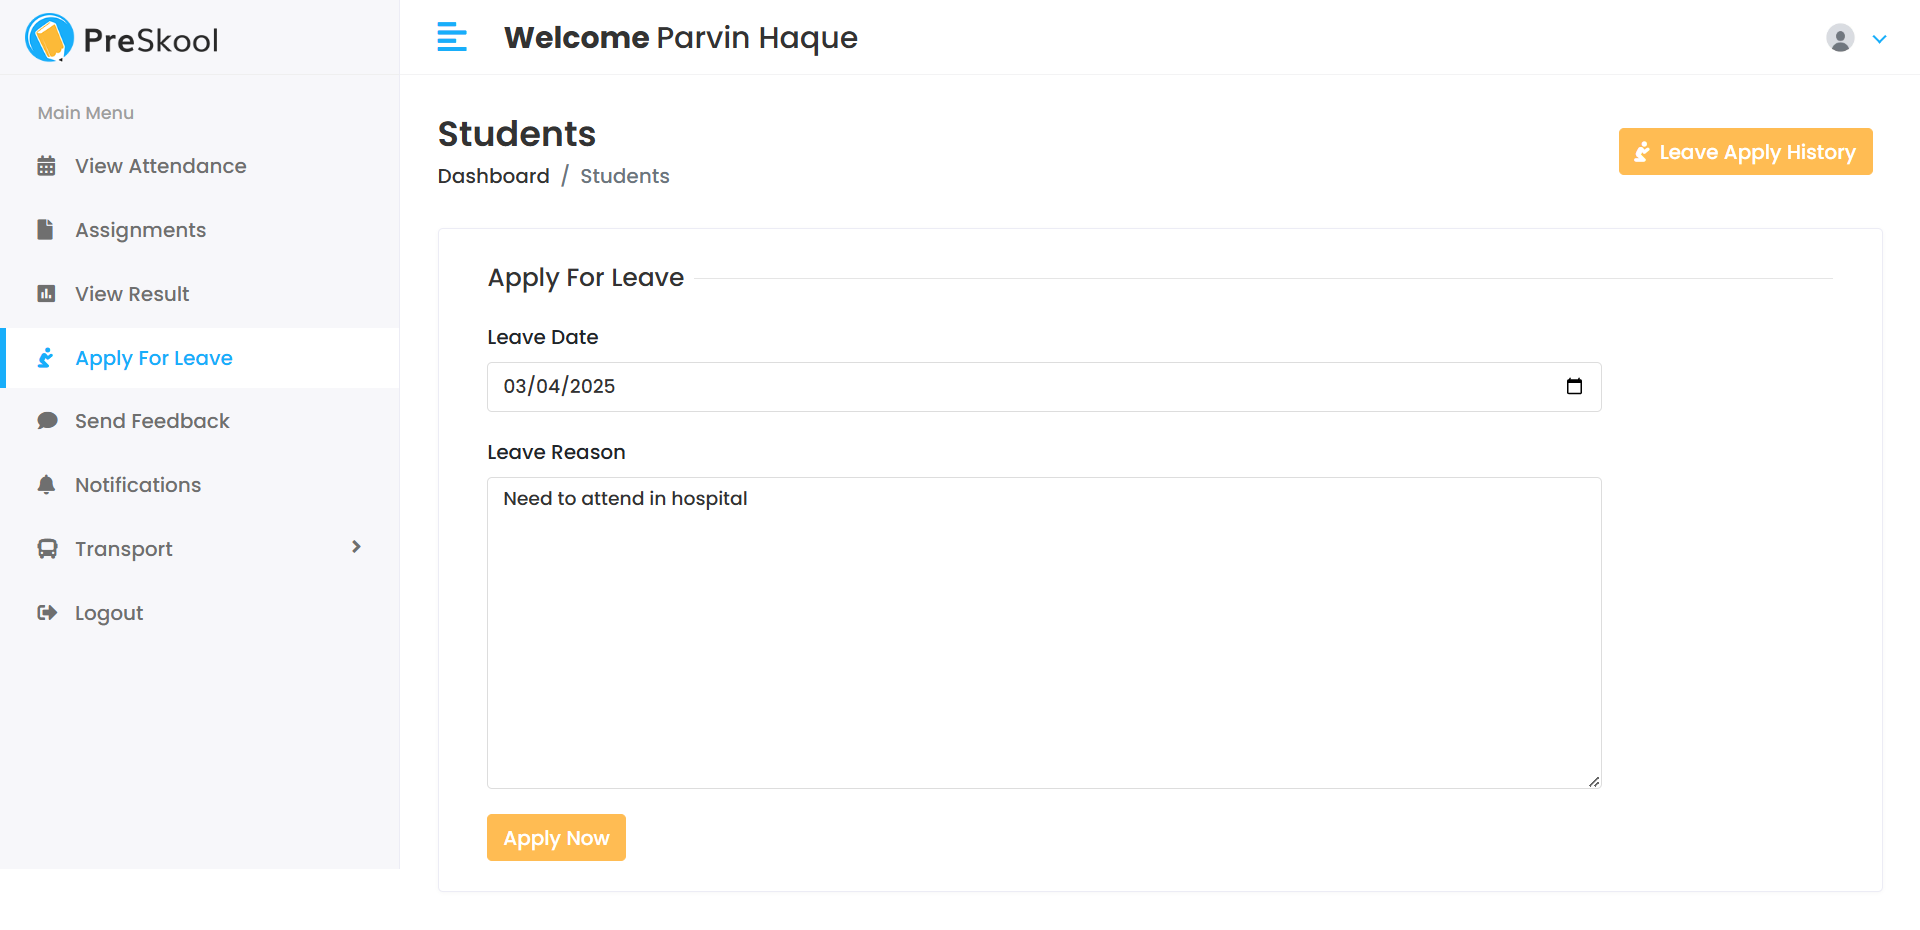 PreSkool
Welcome Parvin Haque
Main Menu
View Attendance
Assignments
View Result
Apply For Leave
Send Feedback
Notifications
Transport
Logout
Students
Dashboard / Students
Leave Apply History
Apply For Leave
Leave Date
03/04/2025
Leave Reason
Need to attend in hospital
Apply Now